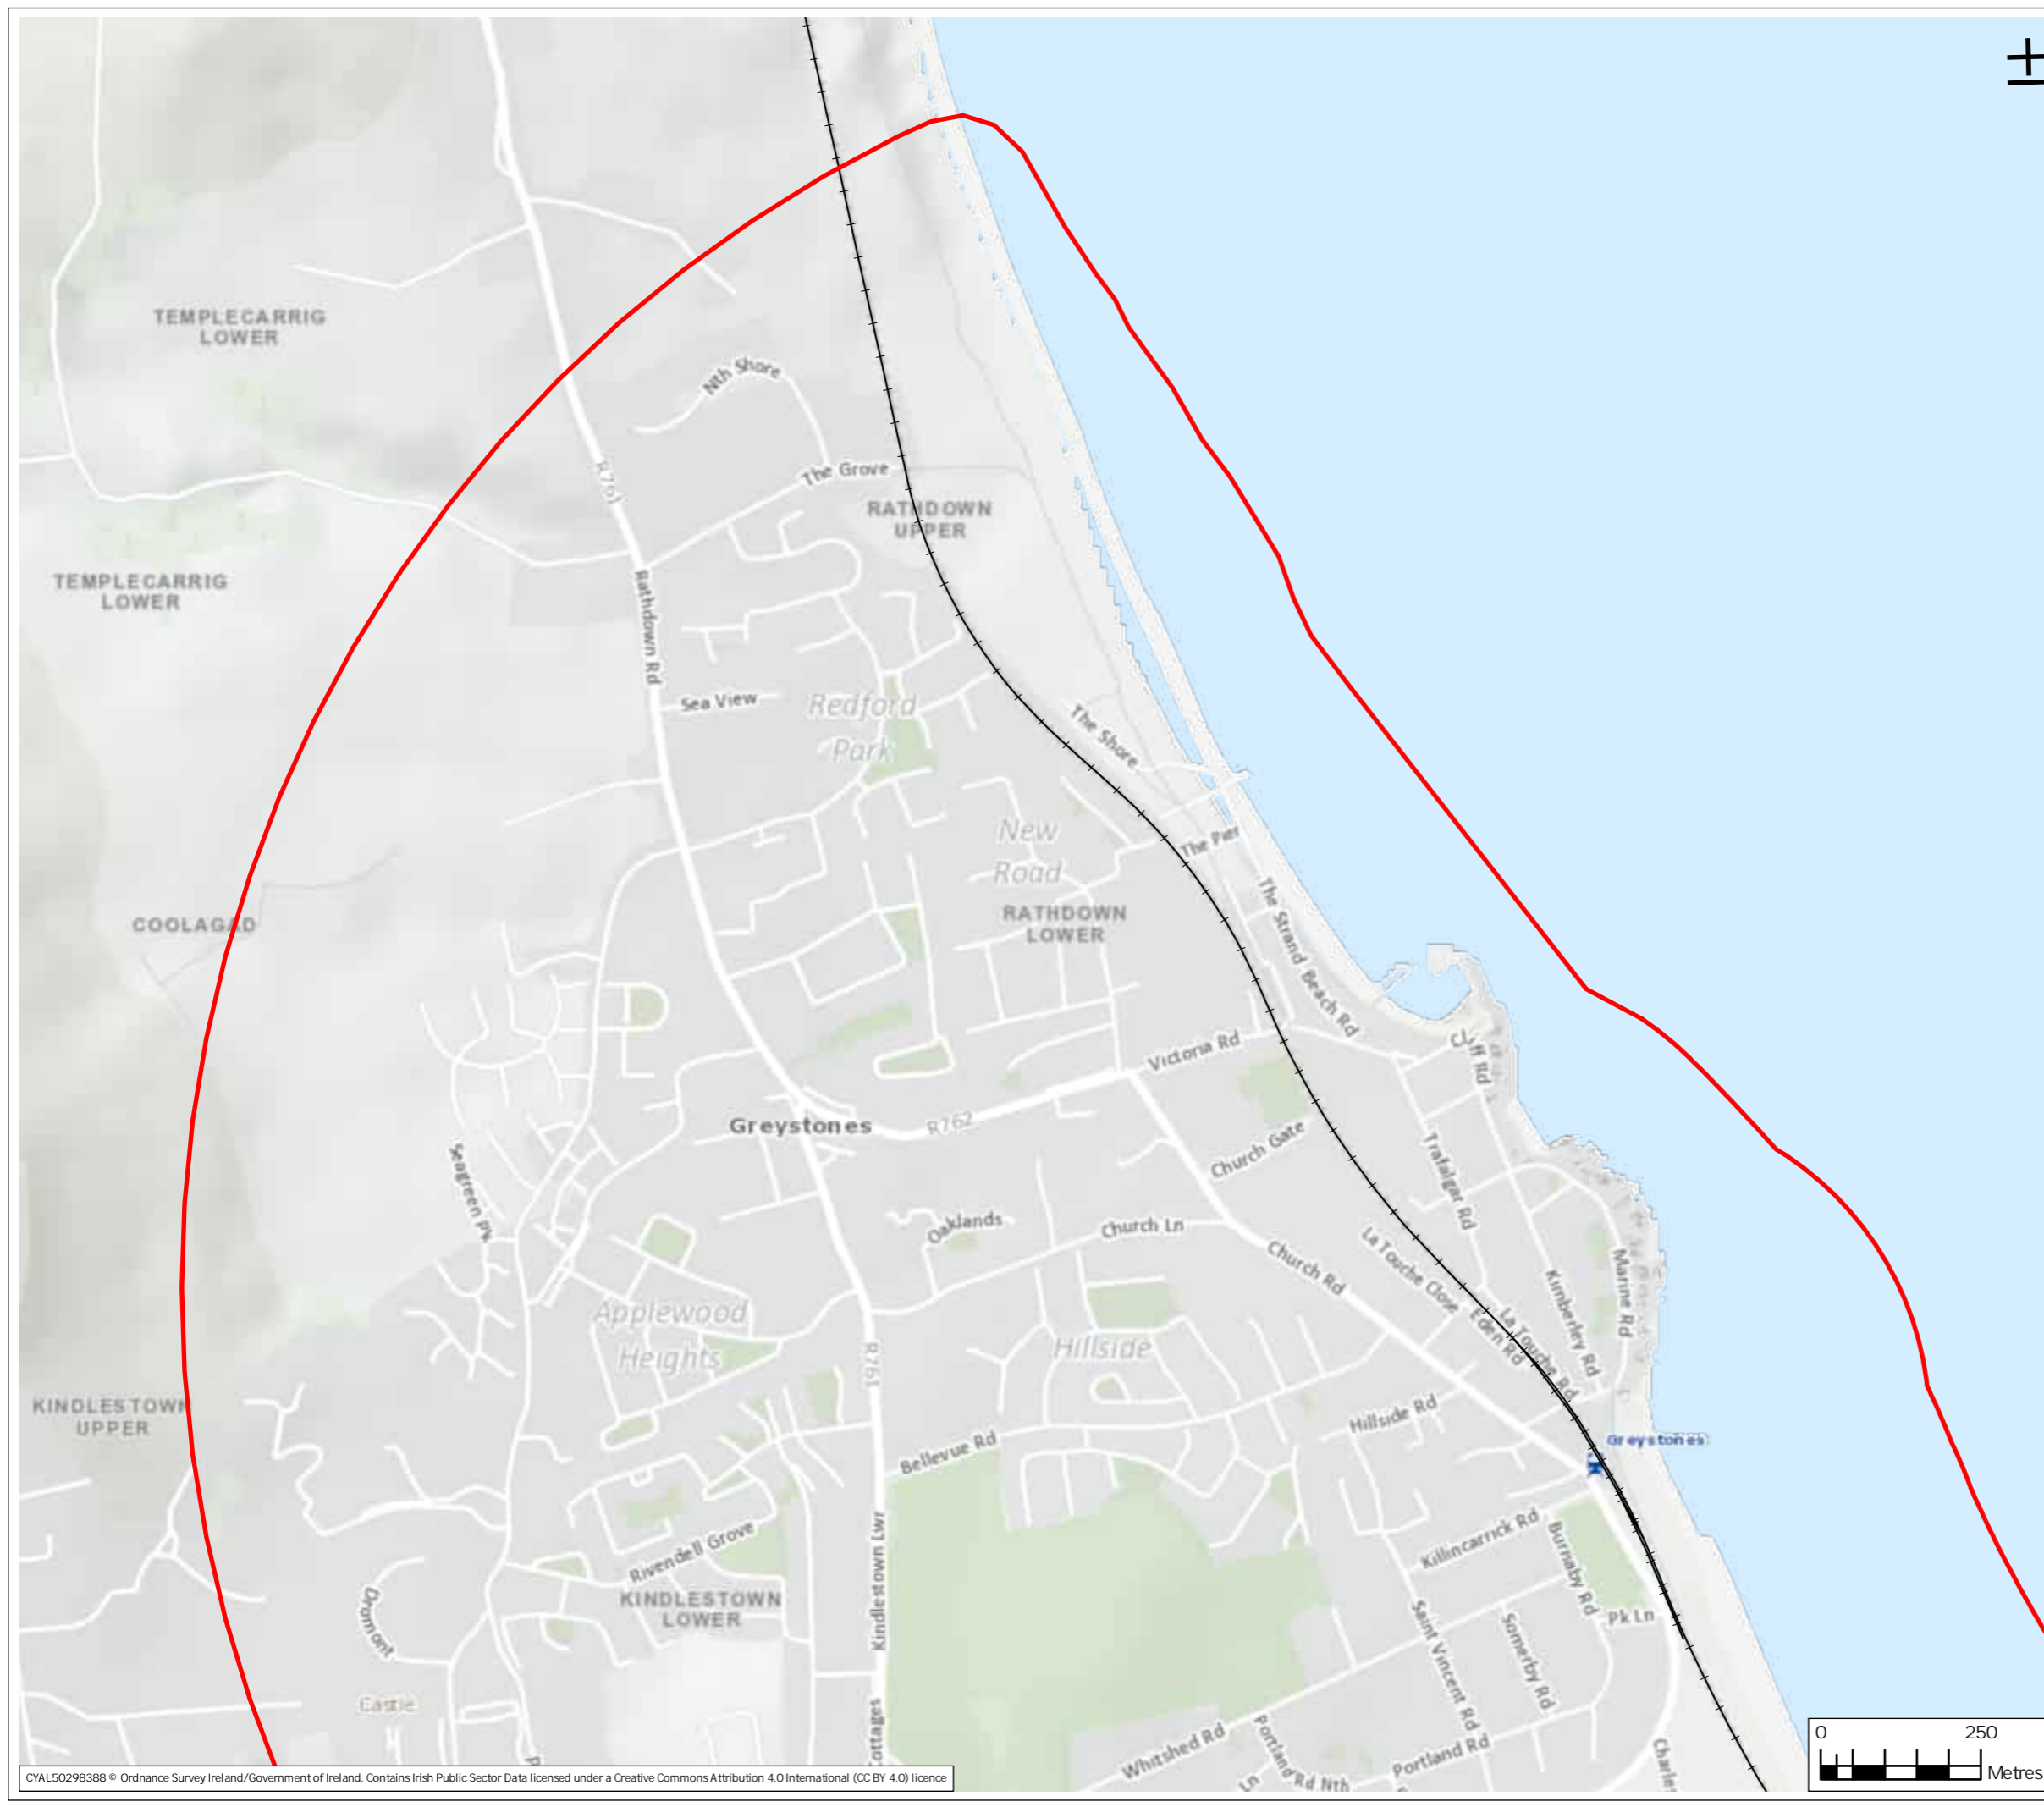 TEMPLECARRIG
LOWER
Nth Shore
R761
The Grove
RATHDOWN
UPPER
TEMPLECARRIG
LOWER
Rathdown Rd
Sea View
Redford
Park
The Shore
New
Road
The Pier
RATHDOWN
LOWER
COOLAGAD
The Strand Beach Rd
Victoria Rd
Cliff Rd
Greystones
R762
Church Gate
Trafalgar Rd
Seagreen Pk
Oaklands
Church Ln
Church Rd
La Touche Close
Marine Rd
Kimberley Rd
La Touche Rd
Eden Rd
Applewood
Heights
Hillside
R761
KINDLESTOWN
UPPER
Hillside Rd
Bellevue Rd
Greystones
Rivendell Grove
Kindlestown Lwr
Killincarrick Rd
Burnaby Rd
KINDLESTOWN
LOWER
Dromont
Pk Ln
Saint Vincent Rd
Somerby Rd
Castle
ottages
Whitshed Rd
Portland Rd Nth
Portland Rd
Charles
Ln
0 250
Metres
CYAL50298388 © Ordnance Survey Ireland/Government of Ireland. Contains Irish Public Sector Data licensed under a Creative Commons Attribution 4.0 International (CC BY 4.0) licence